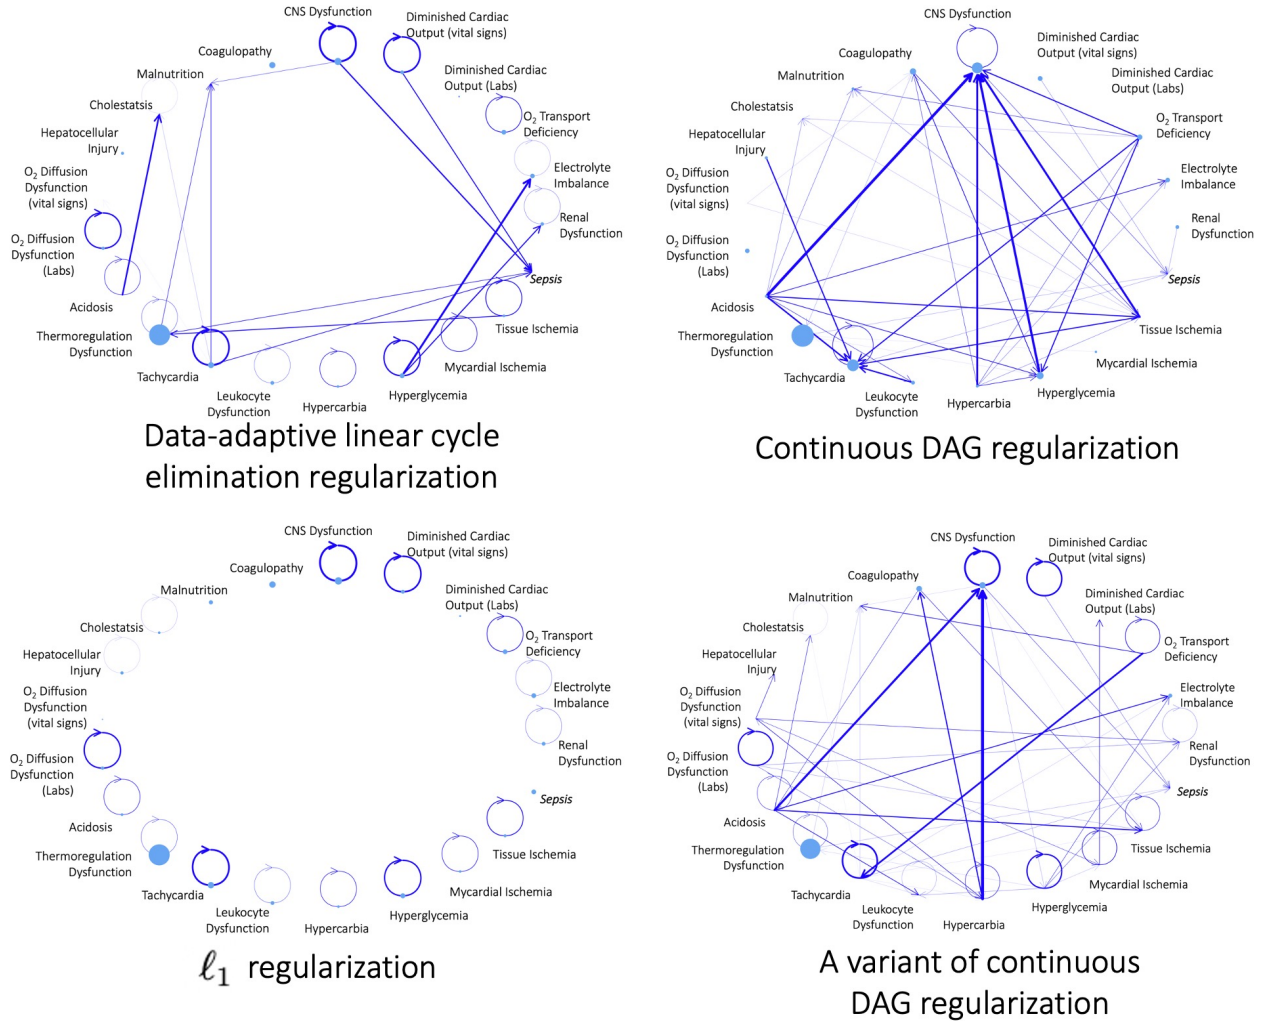 CNS Dysfunction
Diminished Cardiac
Output (vital signs)
Coagulopathy
Diminished Cardiac
Output (Labs)
Malnutrition
Cholestatsis
O2 Transport
Deficiency
Hepatocellular
Injury
Electrolyte
Imbalance
O2 Diffusion
Dysfunction
(vital signs)
Renal
Dysfunction
O2 Diffusion
Dysfunction
(Labs)
Sepsis
Acidosis
Tissue Ischemia
Thermoregulation
Dysfunction
Mycardial Ischemia
Tachycardia
Leukocyte
Dysfunction
Hypercarbia
Hyperglycemia
Data-adaptive linear cycle
elimination regularization
CNS Dysfunction
Diminished Cardiac
Output (vital signs)
Coagulopathy
Diminished Cardiac
Output (Labs)
Malnutrition
Cholestatsis
O2 Transport
Deficiency
Hepatocellular
Injury
Electrolyte
Imbalance
O2 Diffusion
Dysfunction
(vital signs)
Renal
Dysfunction
O2 Diffusion
Dysfunction
(Labs)
Sepsis
Acidosis
Tissue Ischemia
Thermoregulation
Dysfunction
Mycardial Ischemia
Tachycardia
Leukocyte
Dysfunction
Hypercarbia
Hyperglycemia
Continuous DAG regularization
CNS Dysfunction
Diminished Cardiac
Output (vital signs)
Coagulopathy
Diminished Cardiac
Output (Labs)
Malnutrition
Cholestatsis
O2 Transport
Deficiency
Hepatocellular
Injury
Electrolyte
Imbalance
O2 Diffusion
Dysfunction
(vital signs)
Renal
Dysfunction
O2 Diffusion
Dysfunction
(Labs)
Sepsis
Acidosis
Tissue Ischemia
Thermoregulation
Dysfunction
Mycardial Ischemia
Tachycardia
Leukocyte
Dysfunction
Hypercarbia
Hyperglycemia
ℓ1 regularization
CNS Dysfunction
Diminished Cardiac
Output (vital signs)
Coagulopathy
Diminished Cardiac
Output (Labs)
Malnutrition
Cholestatsis
O2 Transport
Deficiency
Hepatocellular
Injury
Electrolyte
Imbalance
O2 Diffusion
Dysfunction
(vital signs)
Renal
Dysfunction
O2 Diffusion
Dysfunction
(Labs)
Sepsis
Acidosis
Tissue Ischemia
Thermoregulation
Dysfunction
Mycardial Ischemia
Tachycardia
Leukocyte
Dysfunction
Hypercarbia
Hyperglycemia
A variant of continuous
DAG regularization